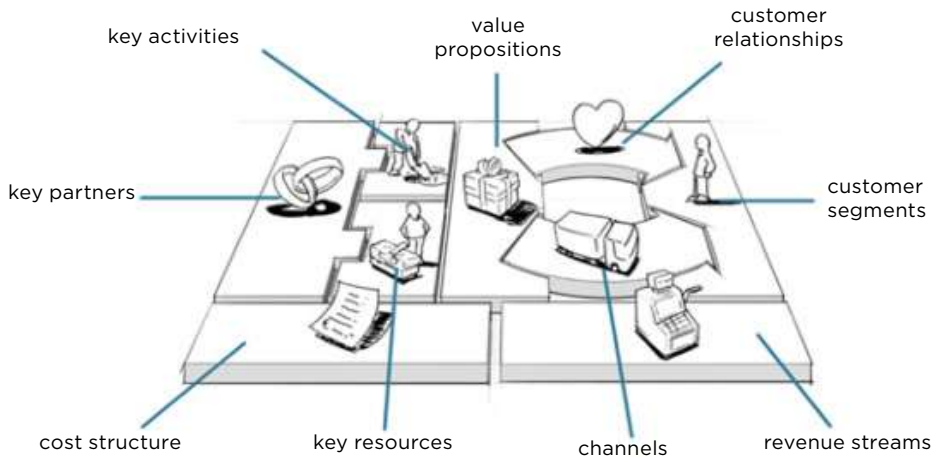 key activities
value
propositions
customer
relationships
key partners
customer
segments
cost structure
key resources
channels
revenue streams